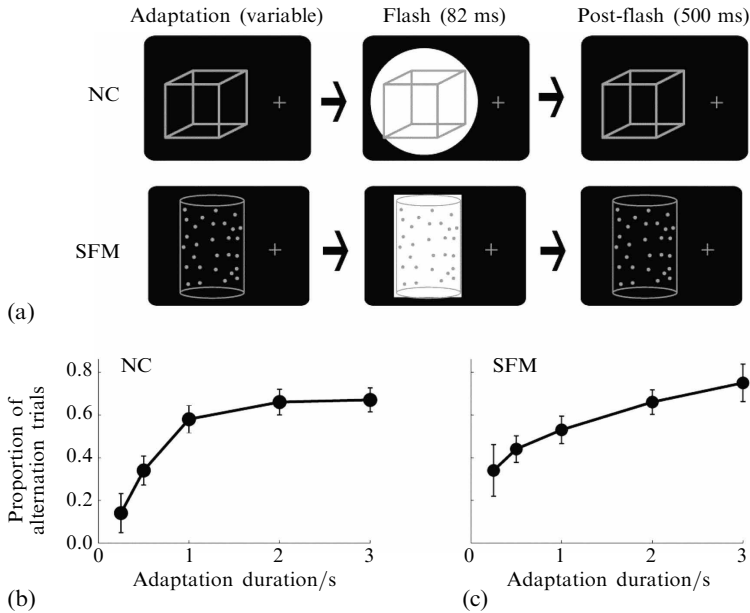 Adaptation (variable) Flash (82 ms) Post-flash (500 ms)
NC
SFM
(a)
NC
SFM
Proportion of
alternation trials
0.8
0.6
0.4
0.2
0.0
0 1 2 3
0 1 2 3
Adaptation duration/s
Adaptation duration/s
(b)
(c)